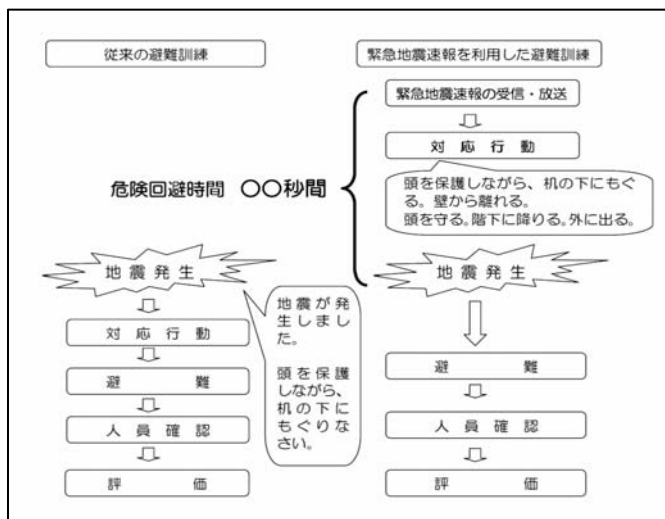 従来の避難訓練
緊急地震速報を利用した避難訓練
緊急地震速報の受信・放送
対応行動
頭を保護しながら、机の下にもぐ
る。壁から離れる。
頭を守る。階下に降りる。外に出る。
危険回避時間 〇〇秒間
地震発生
地震発生
地震が発
生しまし
た。
頭を保護
しながら、
机の下に
もぐりな
さい。
対応行動
避難
人員確認
評価
避難
人員確認
評価